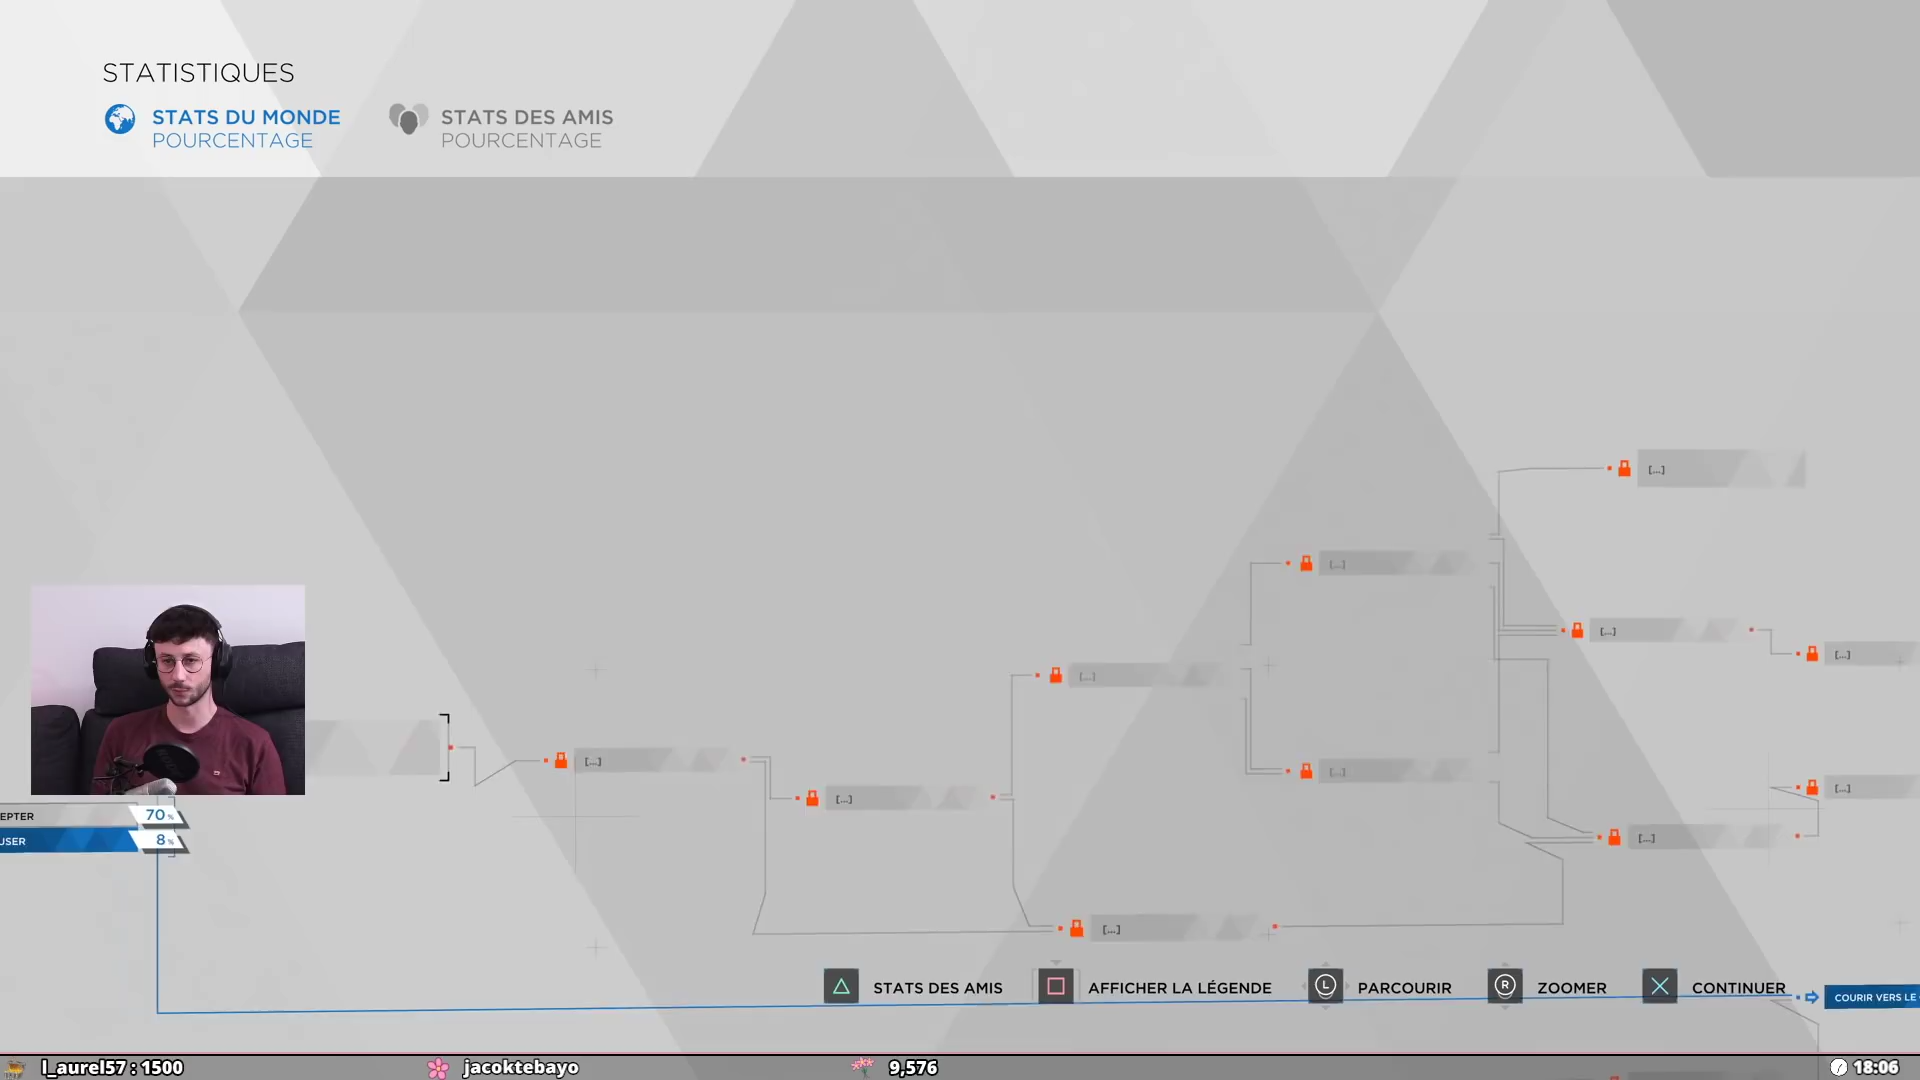 STATISTIQUES
STATS DU MONDE
POURCENTAGE
STATS DES AMIS
POURCENTAGE
[...]
[...]
[...]
[...]
[...]
[...]
[...]
[...]
[...]
[...]
[...]
EPTER 70%
USER 8%
STATS DES AMIS
AFFICHER LA LÉGENDE
L PARCOURIR
R ZOOMER
CONTINUER
COURIR VERS LE
l_aurel57 : 1500
jacoktebayo
9,576
18:06